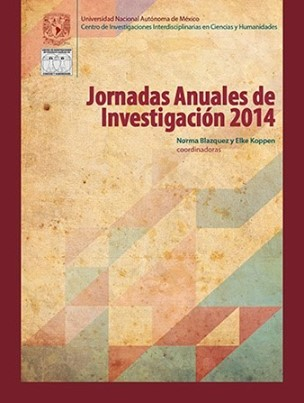 Universidad Nacional Autónoma de México
Centro de Investigaciones Interdisciplinarias en Ciencias y Humanidades
Jornadas Anuales de
Investigación 2014
Norma Blazquez y Elke Koppen
coordinadoras